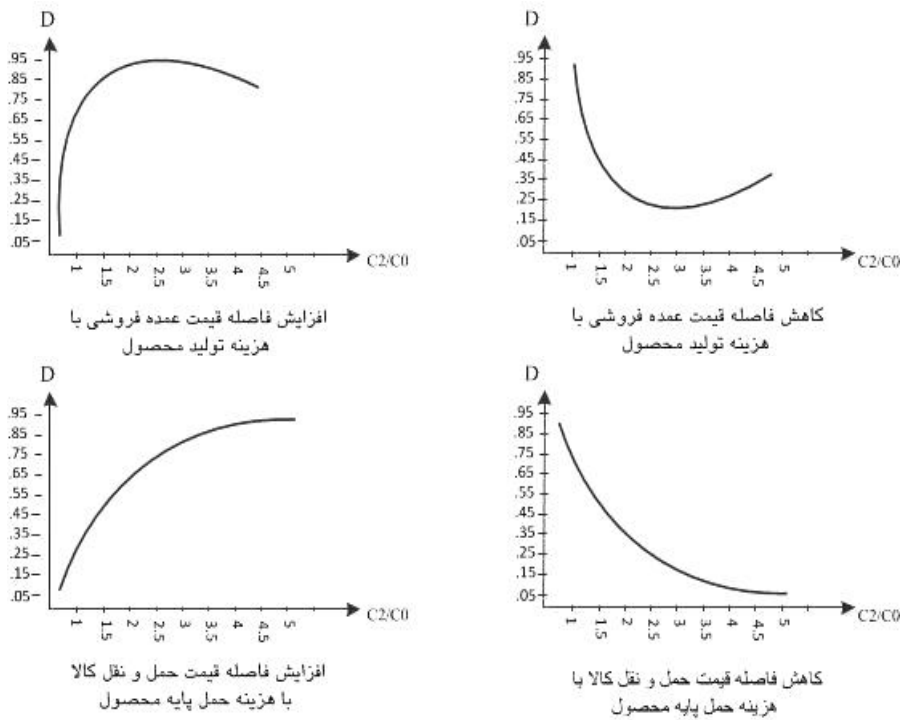 D
.95
.85
.75
.65
.55
.45
.35
.25
.15
.05
1 1.5 2 2.5 3 3.5 4 4.5 5
C2/C0
افزایش فاصله قیمت عمده فروشی با
هزینه تولید محصول
D
.95
.85
.75
.65
.55
.45
.35
.25
.15
.05
1 1.5 2 2.5 3 3.5 4 4.5 5
C2/C0
کاهش فاصله قیمت عمده فروشی با
هزینه تولید محصول
D
.95
.85
.75
.65
.55
.45
.35
.25
.15
.05
1 1.5 2 2.5 3 3.5 4 4.5 5
C2/C0
افزایش فاصله قیمت حمل و نقل کالا
با هزینه حمل پایه محصول
D
.95
.85
.75
.65
.55
.45
.35
.25
.15
.05
1 1.5 2 2.5 3 3.5 4 4.5 5
C2/C0
کاهش فاصله قیمت حمل و نقل کالا با
هزینه حمل پایه محصول